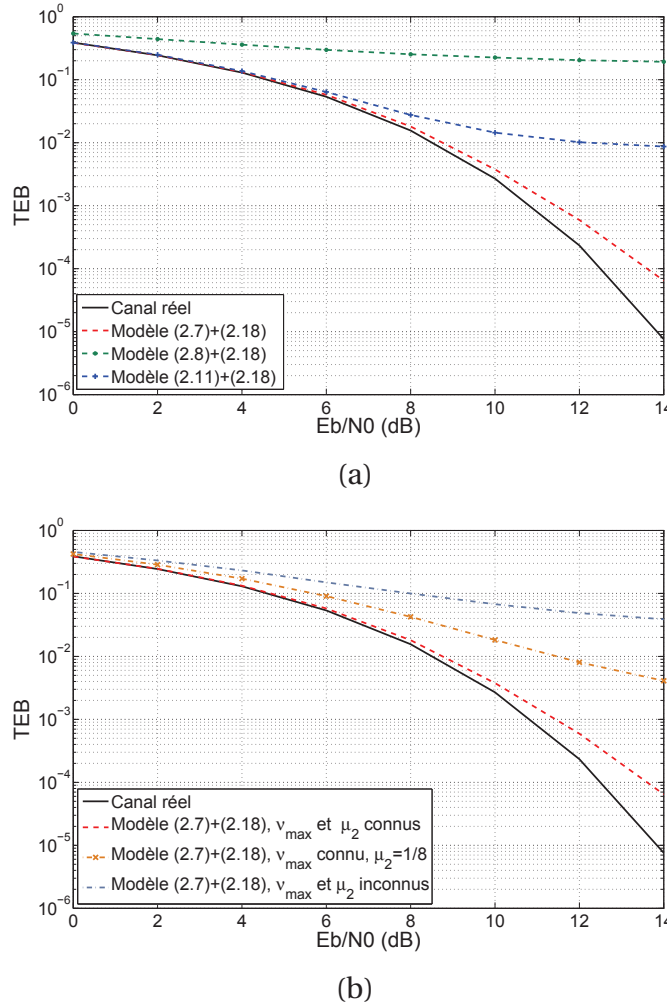 10^0
10^−1
10^−2
10^−3
10^−4
10^−5
10^−6
TEB
Canal réel
Modèle (2.7)+(2.18)
Modèle (2.8)+(2.18)
Modèle (2.11)+(2.18)
0 2 4 6 8 10 12 14
Eb/N0 (dB)
(a)
10^0
10^−1
10^−2
10^−3
10^−4
10^−5
10^−6
TEB
Canal réel
Modèle (2.7)+(2.18), ν_max et μ_2 connus
Modèle (2.7)+(2.18), ν_max connu, μ_2=1/8
Modèle (2.7)+(2.18), ν_max et μ_2 inconnus
0 2 4 6 8 10 12 14
Eb/N0 (dB)
(b)